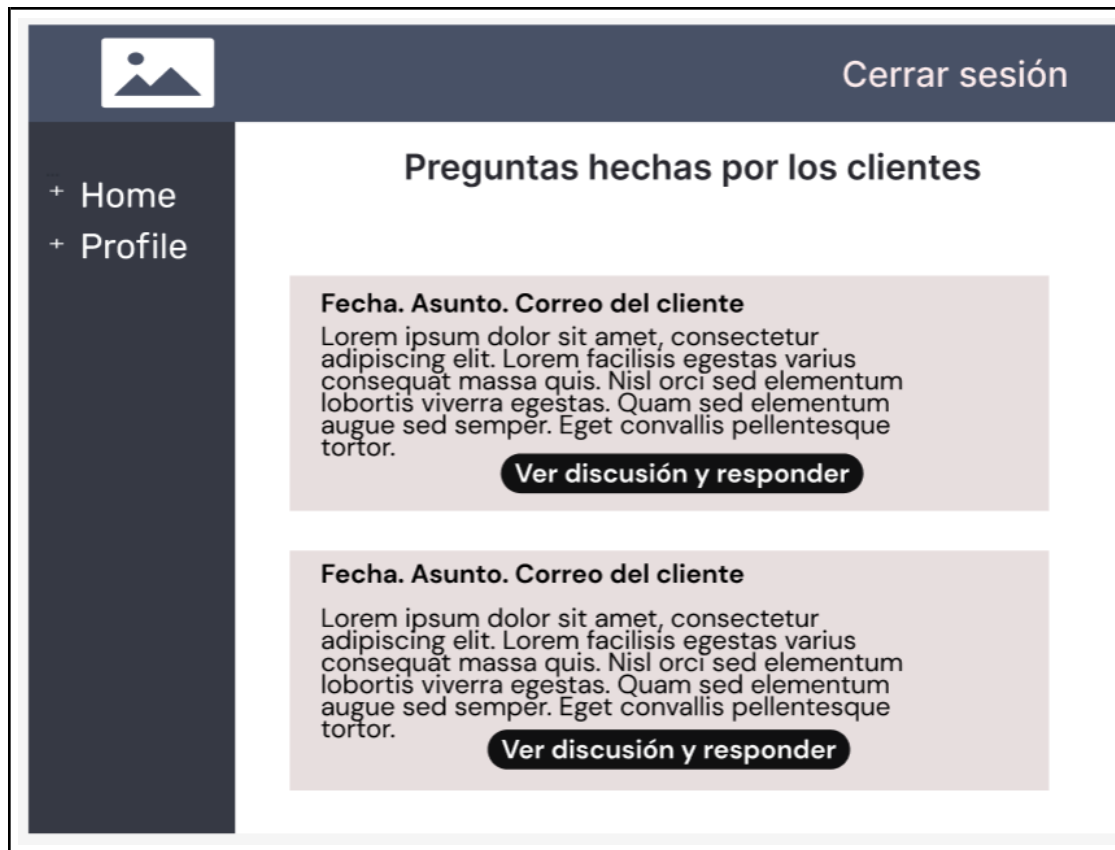 Cerrar sesión
+ Home
+ Profile
Preguntas hechas por los clientes
Fecha. Asunto. Correo del cliente
Lorem ipsum dolor sit amet, consectetur
adipiscing elit. Lorem facilisis egestas varius
consequat massa quis. Nisl orci sed elementum
lobortis viverra egestas. Quam sed elementum
augue sed semper. Eget convallis pellentesque
tortor.
Ver discusión y responder
Fecha. Asunto. Correo del cliente
Lorem ipsum dolor sit amet, consectetur
adipiscing elit. Lorem facilisis egestas varius
consequat massa quis. Nisl orci sed elementum
lobortis viverra egestas. Quam sed elementum
augue sed semper. Eget convallis pellentesque
tortor.
Ver discusión y responder